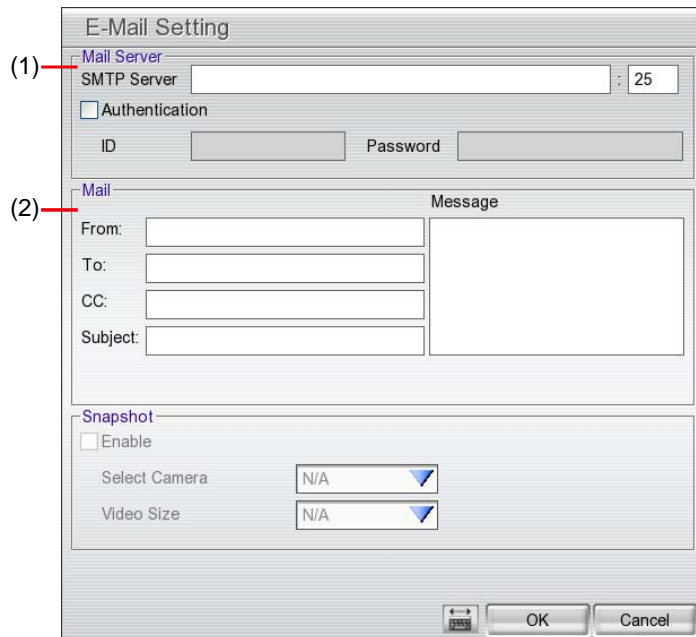 E-Mail Setting
(1)
Mail Server
SMTP Server : 25
Authentication
ID Password
(2)
Mail
Message
From:
To:
CC:
Subject:
Snapshot
Enable
Select Camera N/A
Video Size N/A
OK Cancel